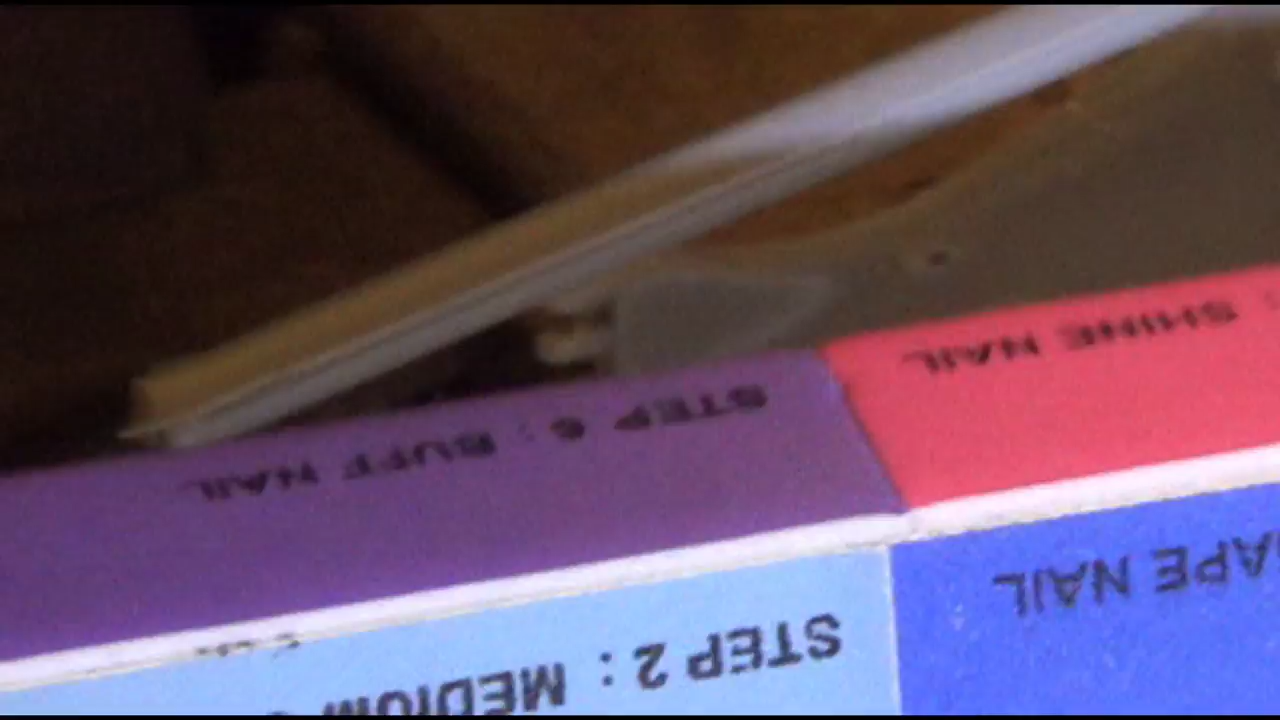 : SHINE NAIL
STEP 6 : BUFF NAIL
APE NAIL
STEP 2 : MEDIUM